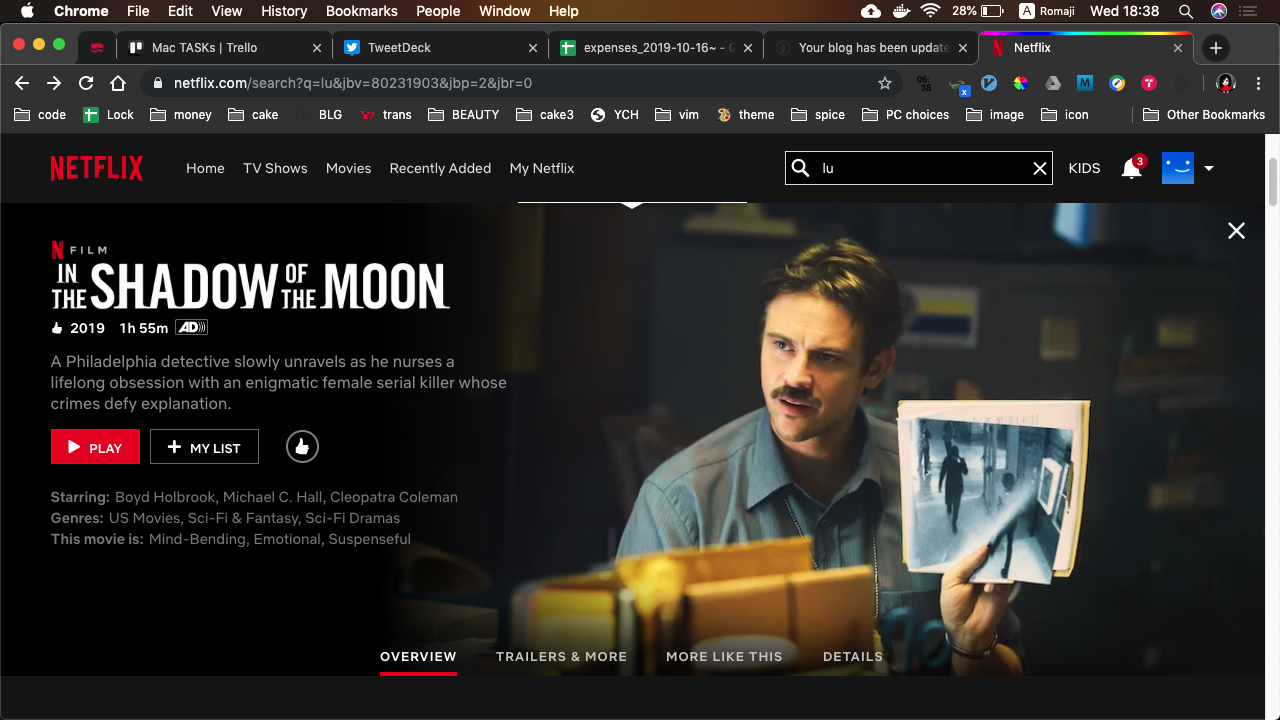 Chrome File Edit View History Bookmarks People Window Help 28% A Romaji Wed 18:38
Mac TASKs | Trello TweetDeck expenses_2019-10-16~ - Your blog has been update Netflix
netflix.com/search?q=lu&jbv=80231903&jbp=2&jbr=0 06:38 x M
code Lock money cake BLG trans BEAUTY cake3 YCH vim theme spice PC choices image icon Other Bookmarks
NETFLIX Home TV Shows Movies Recently Added My Netflix lu KIDS 3
N FILM
IN THE SHADOW OF THE MOON
2019 1h 55m AD
A Philadelphia detective slowly unravels as he nurses a
lifelong obsession with an enigmatic female serial killer whose
crimes defy explanation.
PLAY MY LIST
Starring: Boyd Holbrook, Michael C. Hall, Cleopatra Coleman
Genres: US Movies, Sci-Fi & Fantasy, Sci-Fi Dramas
This movie is: Mind-Bending, Emotional, Suspenseful
OVERVIEW TRAILERS & MORE MORE LIKE THIS DETAILS